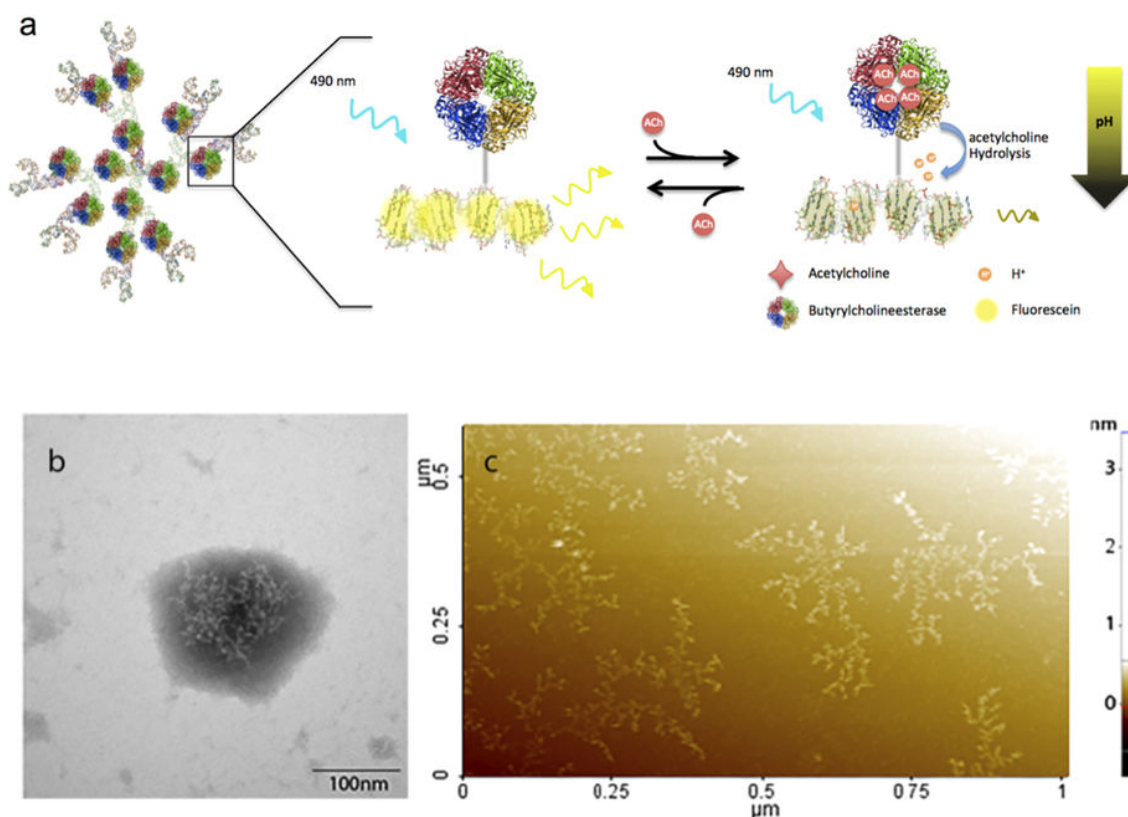 a
490 nm
490 nm
ACh
ACh
ACh ACh
ACh ACh
acetylcholine
Hydrolysis
H⁺
H⁺
H⁺
pH
Acetylcholine
H⁺
Butyrylcholineesterase
Fluorescein
b
100nm
c
µm
0.5
0.25
0
0
0.25
0.5
0.75
1
µm
nm
3
2
1
0